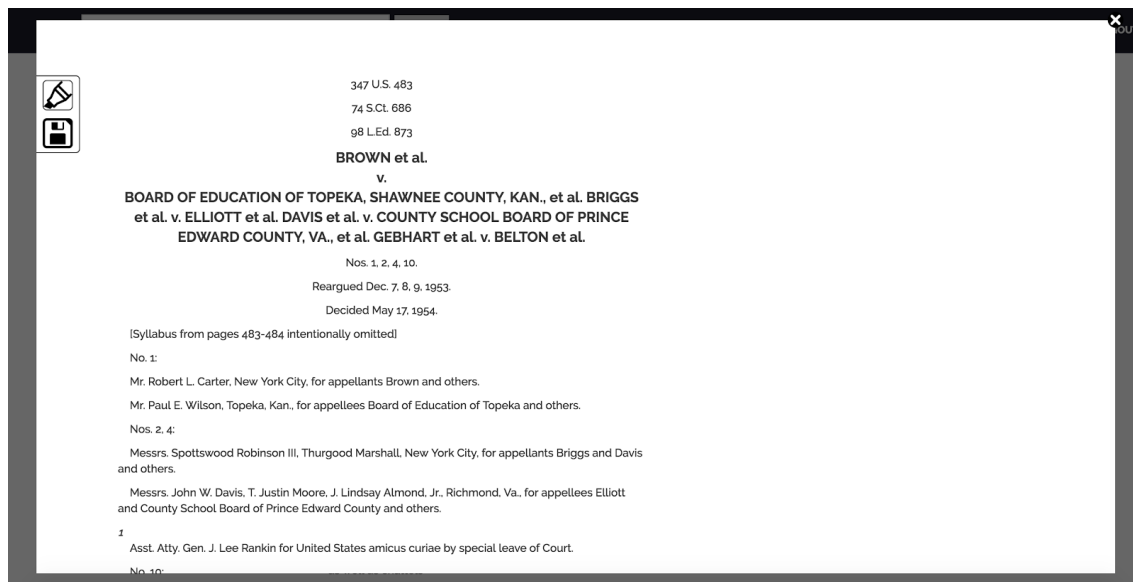 347 U.S. 483
74 S.Ct. 686
98 L.Ed. 873
BROWN et al.
v.
BOARD OF EDUCATION OF TOPEKA, SHAWNEE COUNTY, KAN., et al. BRIGGS
et al. v. ELLIOTT et al. DAVIS et al. v. COUNTY SCHOOL BOARD OF PRINCE
EDWARD COUNTY, VA., et al. GEBHART et al. v. BELTON et al.
Nos. 1, 2, 4, 10.
Reargued Dec. 7, 8, 9, 1953.
Decided May 17, 1954.
[Syllabus from pages 483-484 intentionally omitted]
No. 1:
Mr. Robert L. Carter, New York City, for appellants Brown and others.
Mr. Paul E. Wilson, Topeka, Kan., for appellees Board of Education of Topeka and others.
Nos. 2, 4:
Messrs. Spottswood Robinson III, Thurgood Marshall, New York City, for appellants Briggs and Davis
and others.
Messrs. John W. Davis, T. Justin Moore, J. Lindsay Almond, Jr., Richmond, Va., for appellees Elliott
and County School Board of Prince Edward County and others.
1
Asst. Atty. Gen. J. Lee Rankin for United States amicus curiae by special leave of Court.
No. 10: